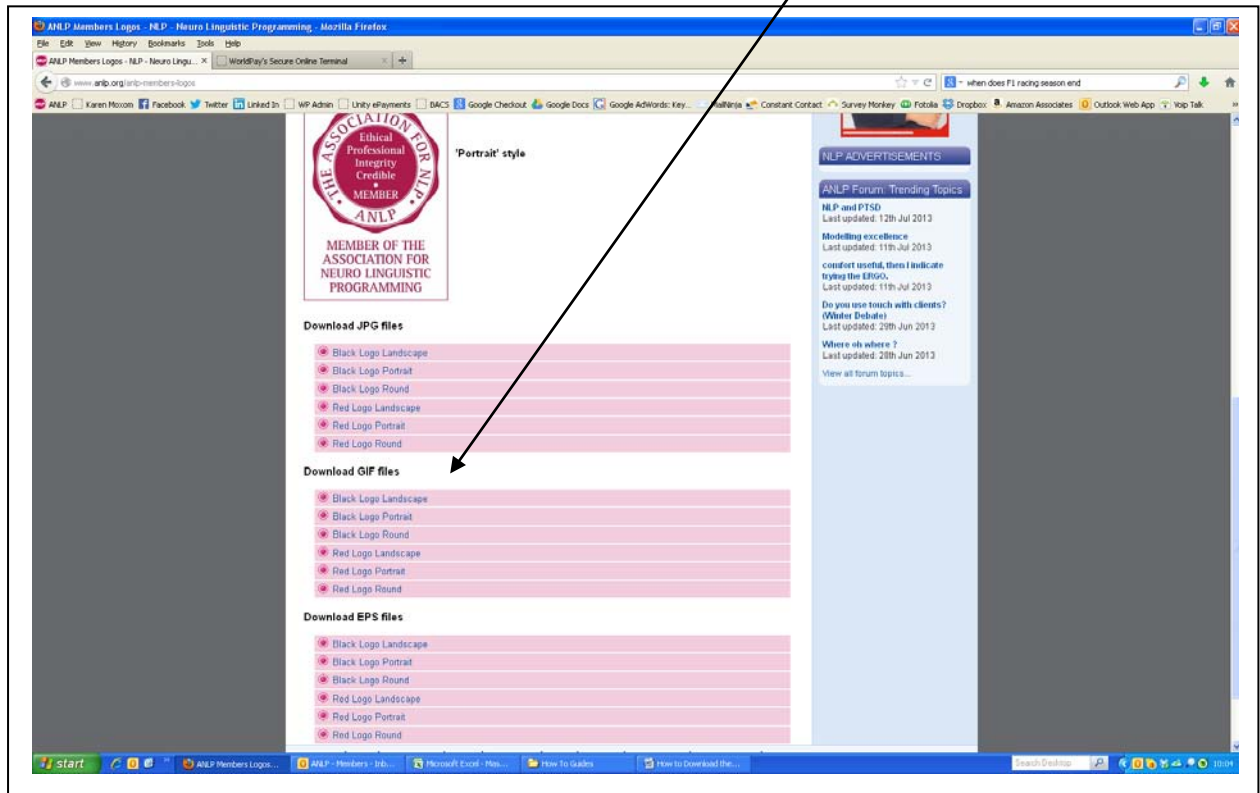 ANLP Members Logos - NLP - Neuro Linguistic Programming - Mozilla Firefox
File Edit View History Bookmarks Tools Help
ANLP Members Logos - NLP - Neuro Lingu... × WorldPay's Secure Online Terminal × +
www.anlp.org/anlp-members-logos when does F1 racing season end
ANLP Karen Moxom Facebook Twitter Linked In WP Admin Unity ePayments BACS Google Checkout Google Docs Google AdWords: Key... MailNinja Constant Contact Survey Monkey Fotolia Dropbox Amazon Associates Outlook Web App Voip Talk »
THE ASSOCIATION FOR NLP
Ethical
Professional
Integrity
Credible
MEMBER
ANLP
MEMBER OF THE
ASSOCIATION FOR
NEURO LINGUISTIC
PROGRAMMING
'Portrait' style
Download JPG files
Black Logo Landscape
Black Logo Portrait
Black Logo Round
Red Logo Landscape
Red Logo Portrait
Red Logo Round
Download GIF files
Black Logo Landscape
Black Logo Portrait
Black Logo Round
Red Logo Landscape
Red Logo Portrait
Red Logo Round
Download EPS files
Black Logo Landscape
Black Logo Portrait
Black Logo Round
Red Logo Landscape
Red Logo Portrait
Red Logo Round
NLP ADVERTISEMENTS
ANLP Forum: Trending Topics
NLP and PTSD
Last updated: 12th Jul 2013
Modelling excellence
Last updated: 11th Jul 2013
comfort useful, then I indicate
trying the ERGO.
Last updated: 11th Jul 2013
Do you use touch with clients?
(Winter Debate)
Last updated: 29th Jun 2013
Where oh where ?
Last updated: 28th Jun 2013
View all forum topics...
start ANLP Members Logos... ANLP - Members - Inb... Microsoft Excel - Mas... How To Guides How to Download the... Search Desktop 10:04